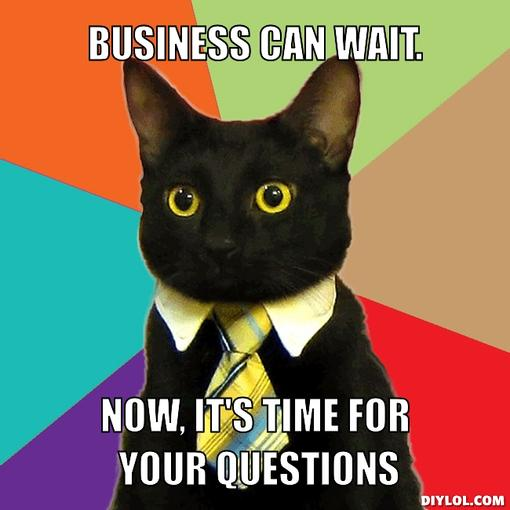 BUSINESS CAN WAIT.
NOW, IT'S TIME FOR
YOUR QUESTIONS
DIYLOL.COM